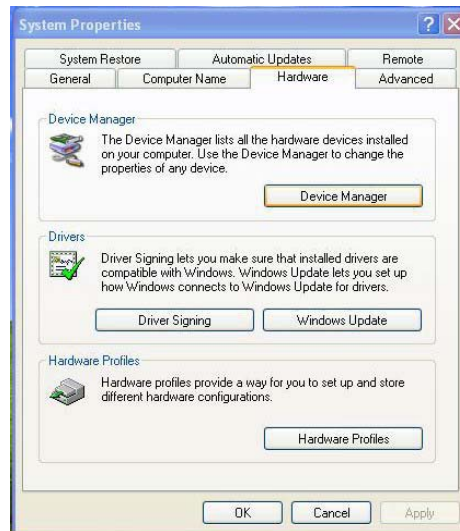 System Properties
System Restore Automatic Updates Remote
General Computer Name Hardware Advanced
Device Manager
The Device Manager lists all the hardware devices installed
on your computer. Use the Device Manager to change the
properties of any device.
Device Manager
Drivers
Driver Signing lets you make sure that installed drivers are
compatible with Windows. Windows Update lets you set up
how Windows connects to Windows Update for drivers.
Driver Signing Windows Update
Hardware Profiles
Hardware profiles provide a way for you to set up and store
different hardware configurations.
Hardware Profiles
OK Cancel Apply